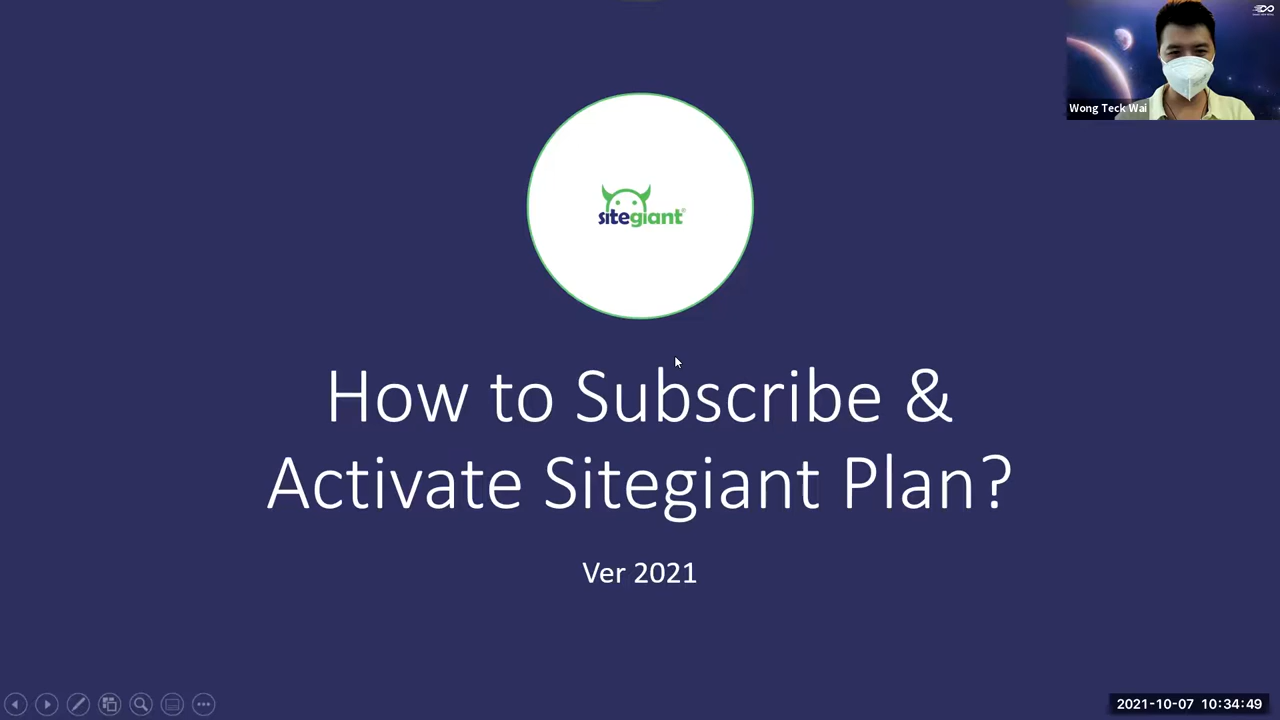 Wong Teck Wai
sitegiant
How to Subscribe &
Activate Sitegiant Plan?
Ver 2021
2021-10-07 10:34:49